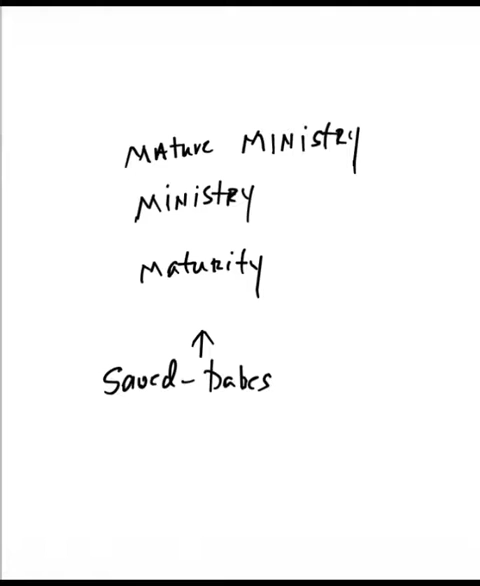 Mature Ministry
Ministry
Maturity
↑
Saved - babes